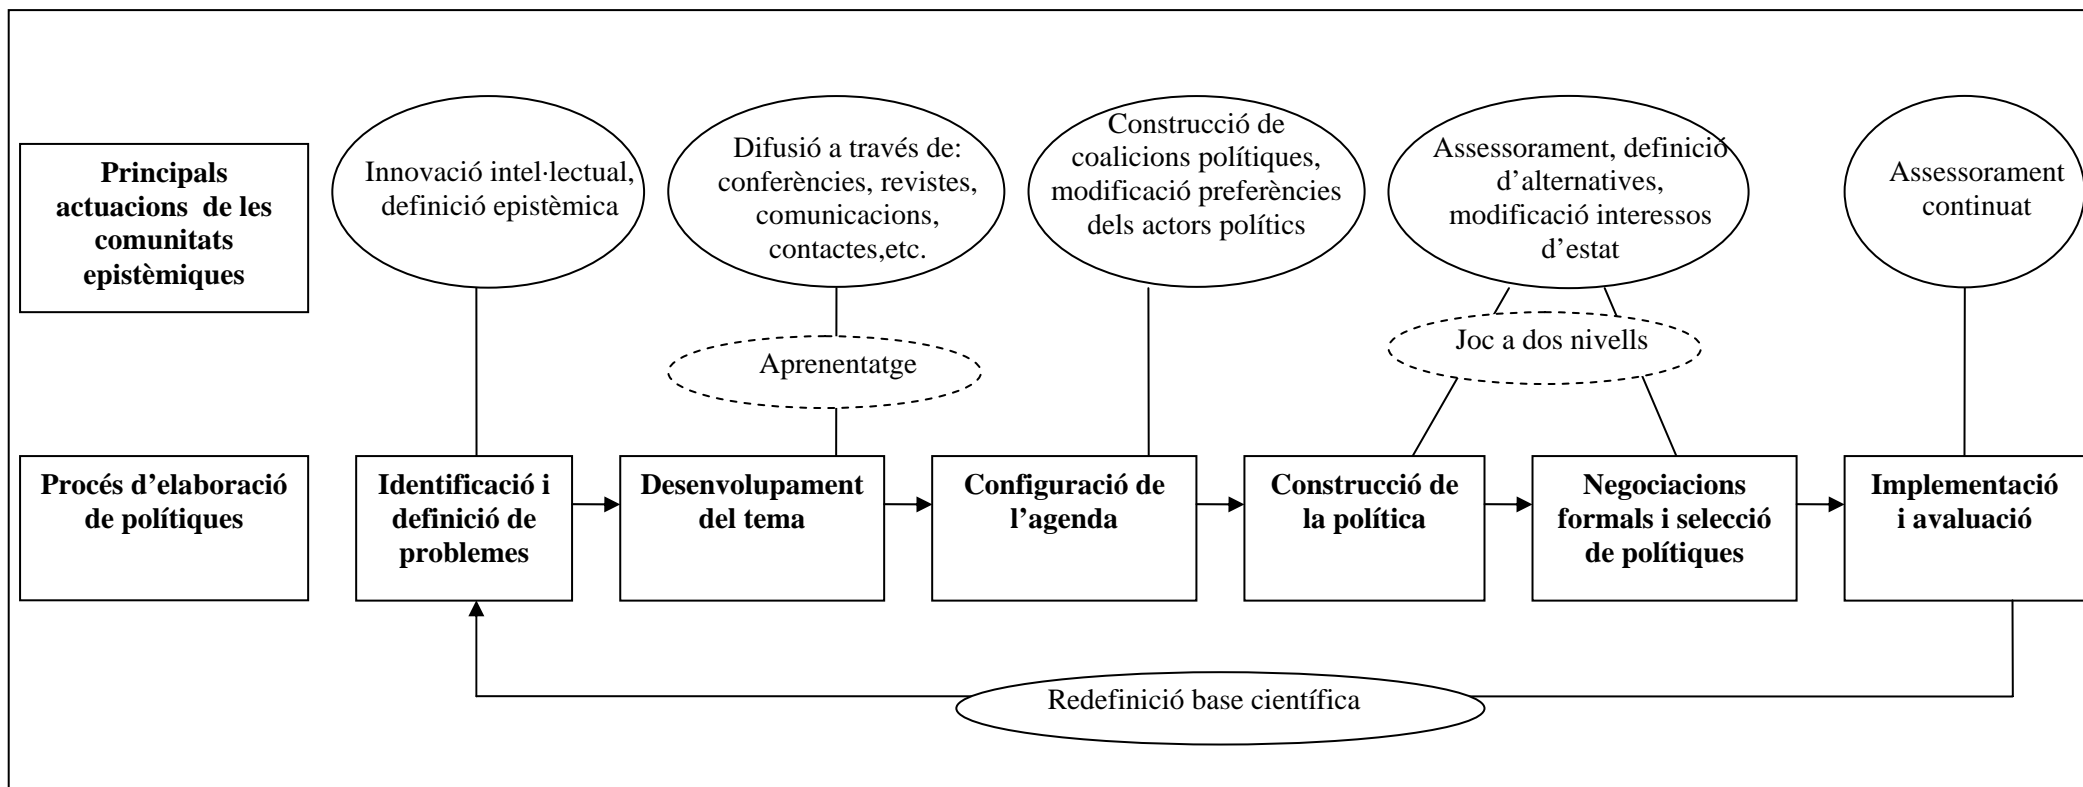 Principals
actuacions de les
comunitats
epistèmiques
Innovació intel·lectual,
definició epistèmica
Difusió a través de:
conferències, revistes,
comunicacions,
contactes,etc.
Construcció de
coalicions polítiques,
modificació preferències
dels actors polítics
Assessorament, definició
d’alternatives,
modificació interessos
d’estat
Assessorament
continuat
Aprenentatge
Joc a dos nivells
Procés d’elaboració
de polítiques
Identificació i
definició de
problemes
Desenvolupament
del tema
Configuració de
l’agenda
Construcció de
la política
Negociacions
formals i selecció
de polítiques
Implementació
i avaluació
Redefinició base científica